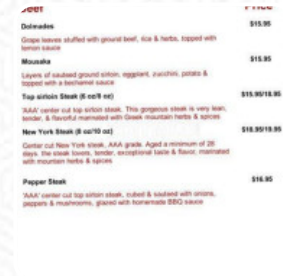 Beef Price
Dolmades $15.95
Grape leaves stuffed with ground beef, rice & herbs, topped with
lemon sauce
Mousaka $15.95
Layers of sauteed ground sirloin, eggplant, zucchini, potato &
topped with a bechamel sauce
Top sirloin Steak (6 oz/8 oz) $15.95/18.95
'AAA' center cut top sirloin steak. This gorgeous steak is very lean,
tender, & flavorful marinated with Greek mountain herbs & spices
New York Steak (8 oz/10 oz) $18.95/19.95
Center cut New York steak, AAA grade. Aged a minimum of 28
days, the steak lovers, tender, exceptional taste & flavor, marinated
with mountain herbs & spices
Pepper Steak $16.95
'AAA' center cut top sirloin steak, cubed & sauteed with onions,
peppers & mushrooms, glazed with homemade BBQ sauce